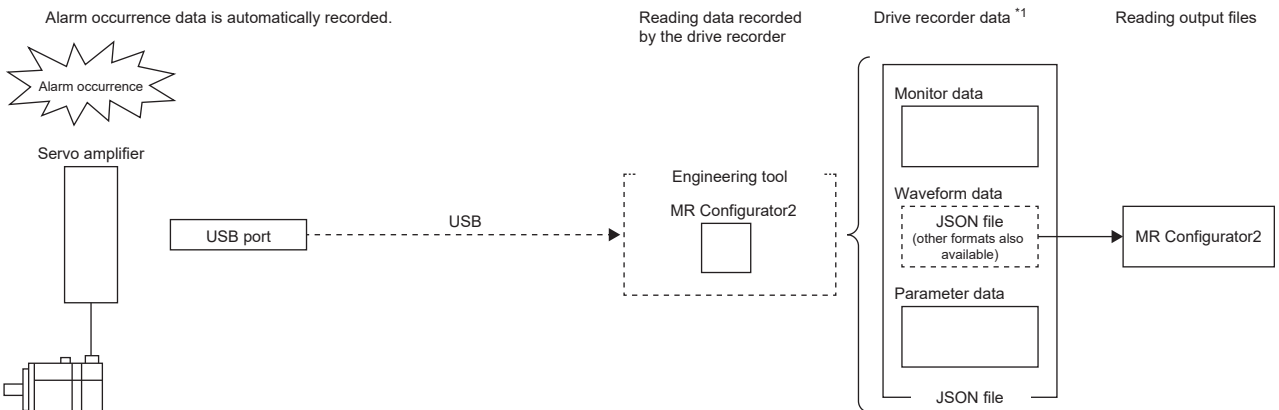 Alarm occurrence data is automatically recorded.
Reading data recorded
by the drive recorder
Drive recorder data *1
Reading output files
Alarm occurrence
Servo amplifier
USB port
USB
Engineering tool
MR Configurator2
Monitor data
Waveform data
JSON file
(other formats also
available)
Parameter data
JSON file
MR Configurator2